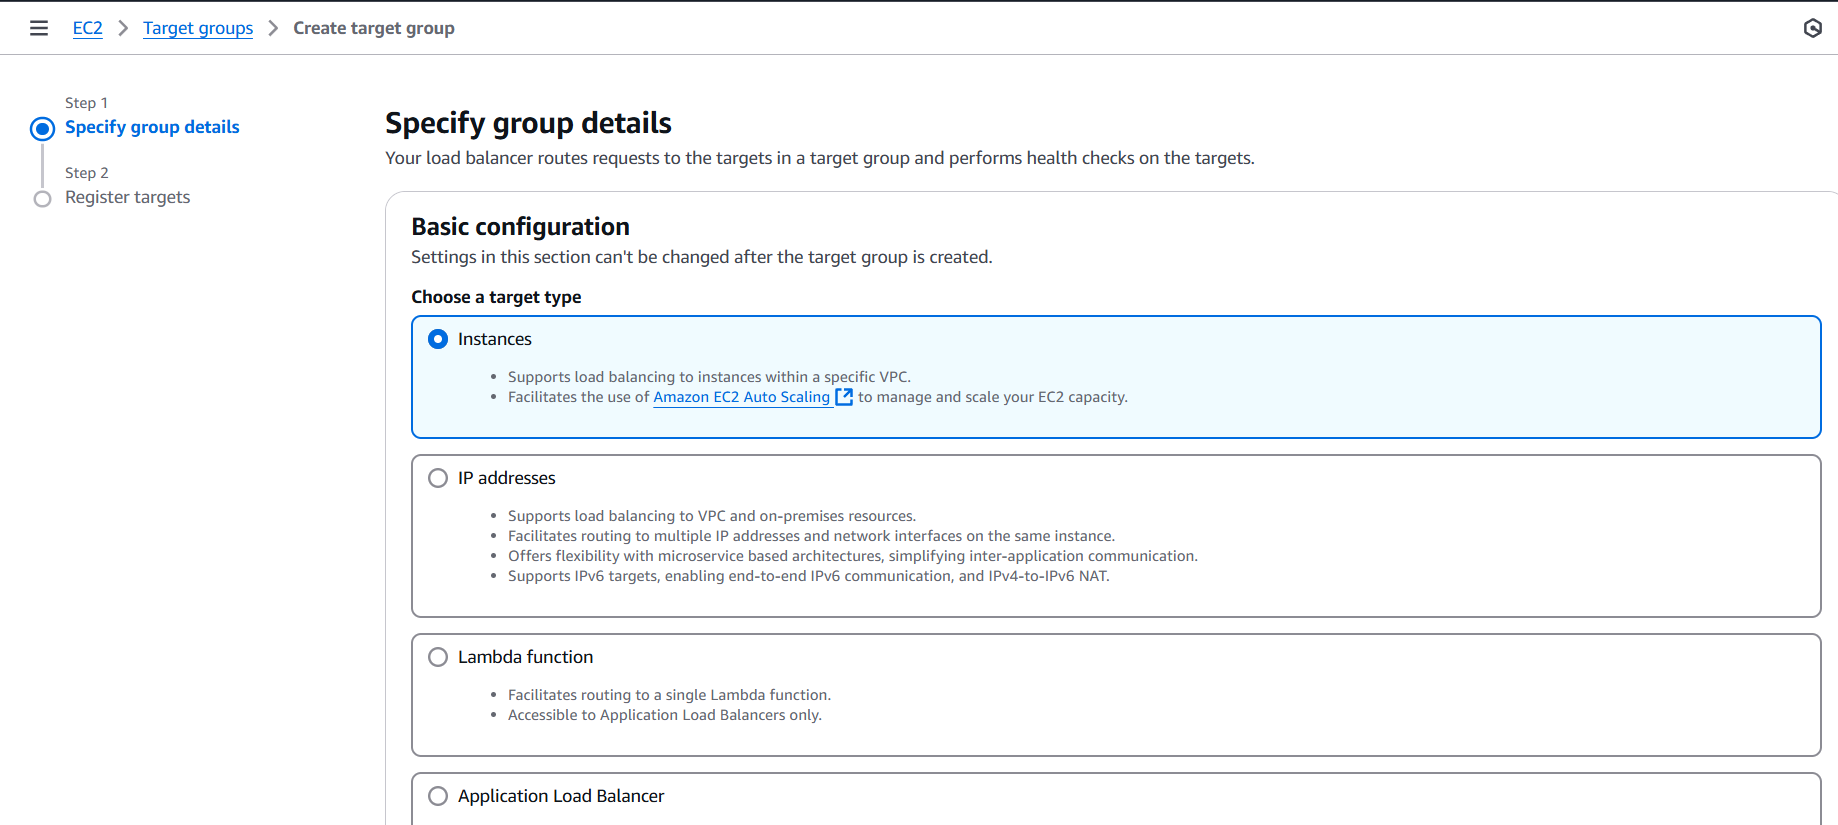 EC2 > Target groups > Create target group
Step 1
Specify group details
Step 2
Register targets
Specify group details
Your load balancer routes requests to the targets in a target group and performs health checks on the targets.
Basic configuration
Settings in this section can't be changed after the target group is created.
Choose a target type
Instances
• Supports load balancing to instances within a specific VPC.
• Facilitates the use of Amazon EC2 Auto Scaling to manage and scale your EC2 capacity.
IP addresses
• Supports load balancing to VPC and on-premises resources.
• Facilitates routing to multiple IP addresses and network interfaces on the same instance.
• Offers flexibility with microservice based architectures, simplifying inter-application communication.
• Supports IPv6 targets, enabling end-to-end IPv6 communication, and IPv4-to-IPv6 NAT.
Lambda function
• Facilitates routing to a single Lambda function.
• Accessible to Application Load Balancers only.
Application Load Balancer